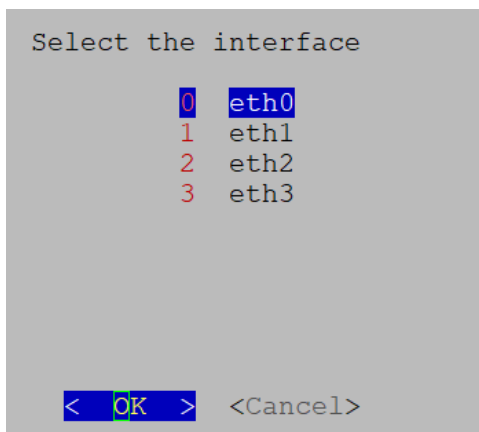 Select the interface
0 eth0
1 eth1
2 eth2
3 eth3
< OK > <Cancel>